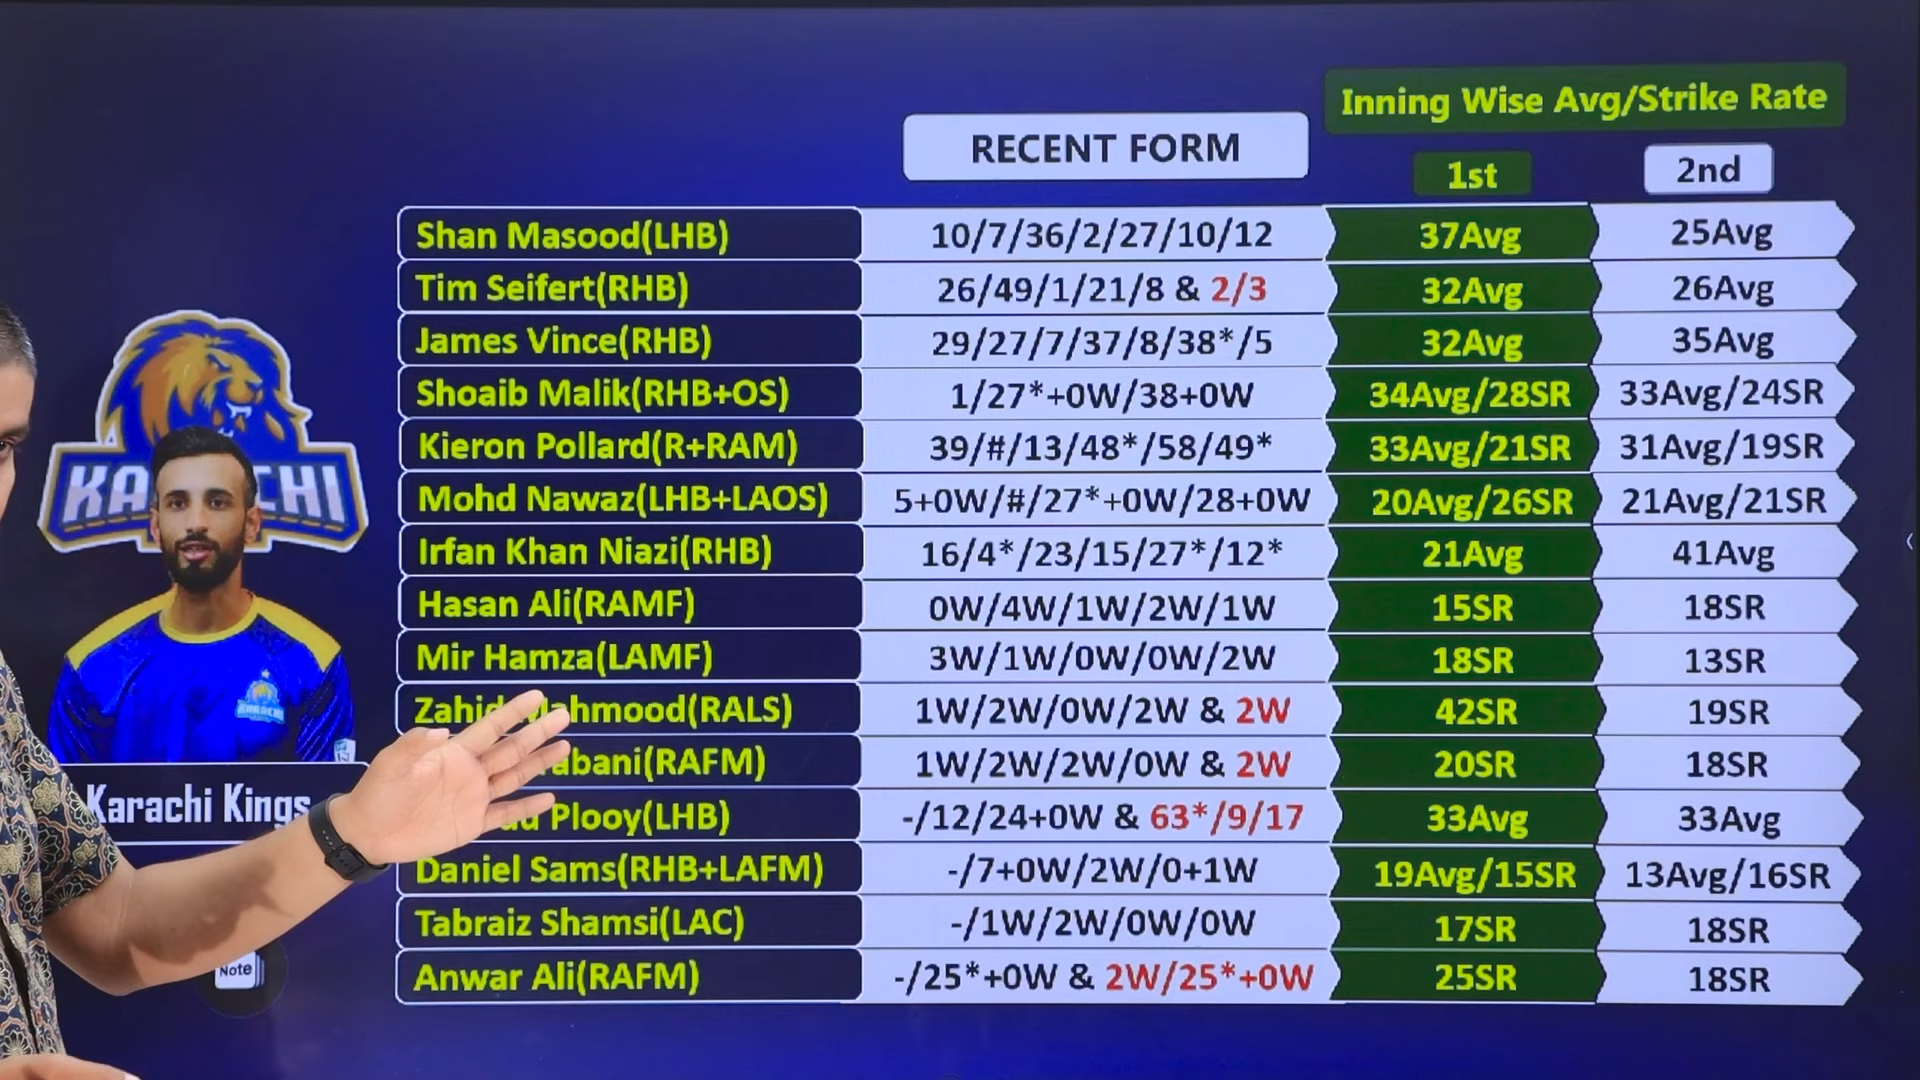 Inning Wise Avg/Strike Rate
RECENT FORM
1st
2nd
Shan Masood(LHB) 10/7/36/2/27/10/12 37Avg 25Avg
Tim Seifert(RHB) 26/49/1/21/8 & 2/3 32Avg 26Avg
James Vince(RHB) 29/27/7/37/8/38*/5 32Avg 35Avg
Shoaib Malik(RHB+OS) 1/27*+0W/38+0W 34Avg/28SR 33Avg/24SR
Kieron Pollard(R+RAM) 39/#/13/48*/58/49* 33Avg/21SR 31Avg/19SR
Mohd Nawaz(LHB+LAOS) 5+0W/#/27*+0W/28+0W 20Avg/26SR 21Avg/21SR
Irfan Khan Niazi(RHB) 16/4*/23/15/27*/12* 21Avg 41Avg
Hasan Ali(RAMF) 0W/4W/1W/2W/1W 15SR 18SR
Mir Hamza(LAMF) 3W/1W/0W/0W/2W 18SR 13SR
Zahid Mahmood(RALS) 1W/2W/0W/2W & 2W 42SR 19SR
abani(RAFM) 1W/2W/2W/0W & 2W 20SR 18SR
Plooy(LHB) -/12/24+0W & 63*/9/17 33Avg 33Avg
Daniel Sams(RHB+LAFM) -/7+0W/2W/0+1W 19Avg/15SR 13Avg/16SR
Tabraiz Shamsi(LAC) -/1W/2W/0W/0W 17SR 18SR
Anwar Ali(RAFM) -/25*+0W & 2W/25*+0W 25SR 18SR
KA CHI
KARACHI
Karachi Kings
Note